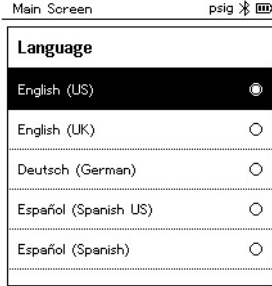 Main Screen psig
Language
English (US)
English (UK)
Deutsch (German)
Español (Spanish US)
Español (Spanish)